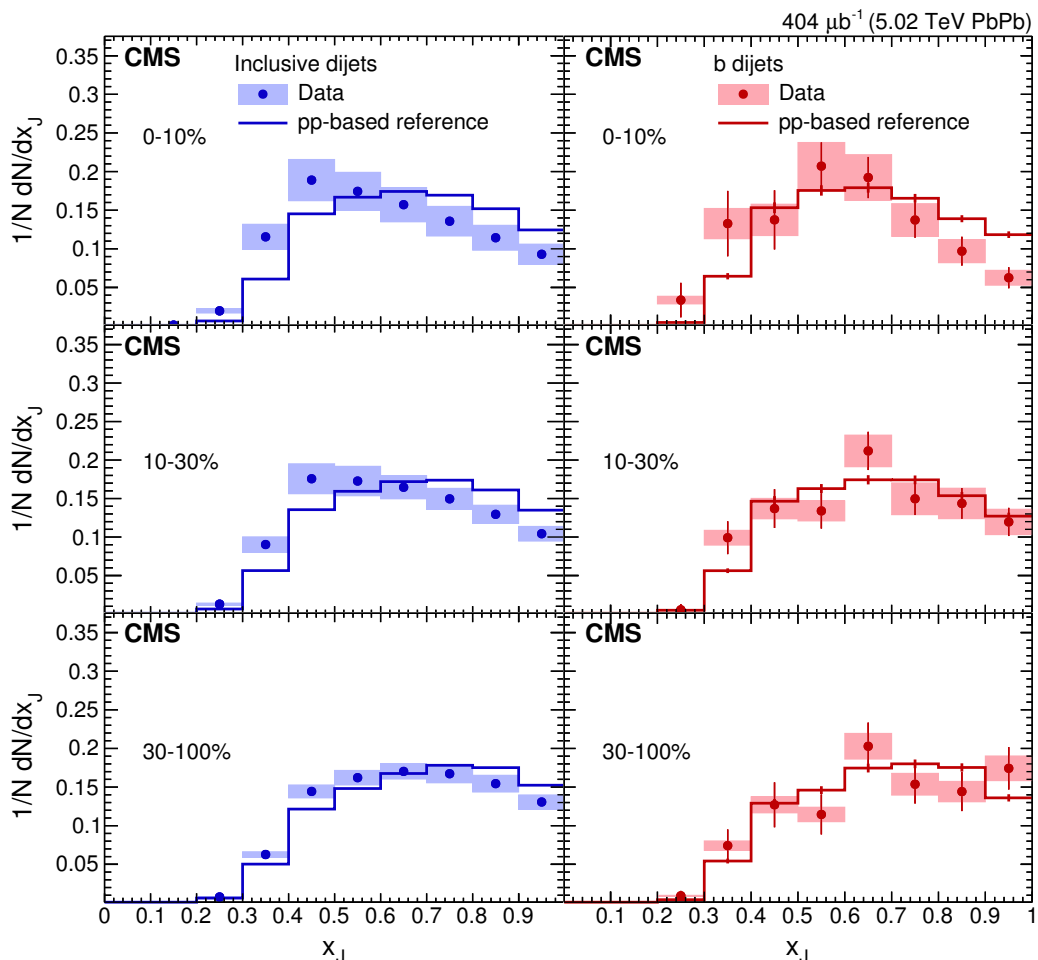 404 μb⁻¹ (5.02 TeV PbPb)
CMS
Inclusive dijets
Data
pp-based reference
0-10%
1/N dN/dx_J
0.35
0.3
0.25
0.2
0.15
0.1
0.05
CMS
b dijets
Data
pp-based reference
0-10%
CMS
10-30%
1/N dN/dx_J
0.35
0.3
0.25
0.2
0.15
0.1
0.05
CMS
10-30%
CMS
30-100%
1/N dN/dx_J
0.35
0.3
0.25
0.2
0.15
0.1
0.05
CMS
30-100%
0 0.1 0.2 0.3 0.4 0.5 0.6 0.7 0.8 0.9
0.1 0.2 0.3 0.4 0.5 0.6 0.7 0.8 0.9 1
x_J
x_J